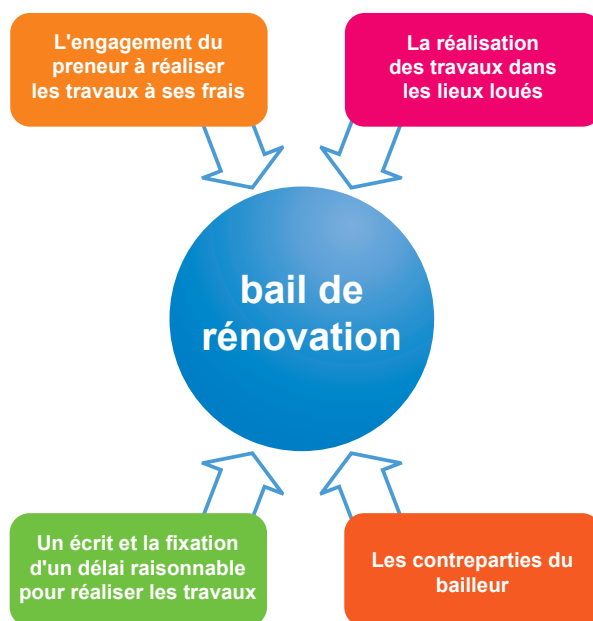 L'engagement du
preneur à réaliser
les travaux à ses frais
La réalisation
des travaux dans
les lieux loués
bail de
rénovation
Un écrit et la fixation
d'un délai raisonnable
pour réaliser les travaux
Les contreparties du
bailleur